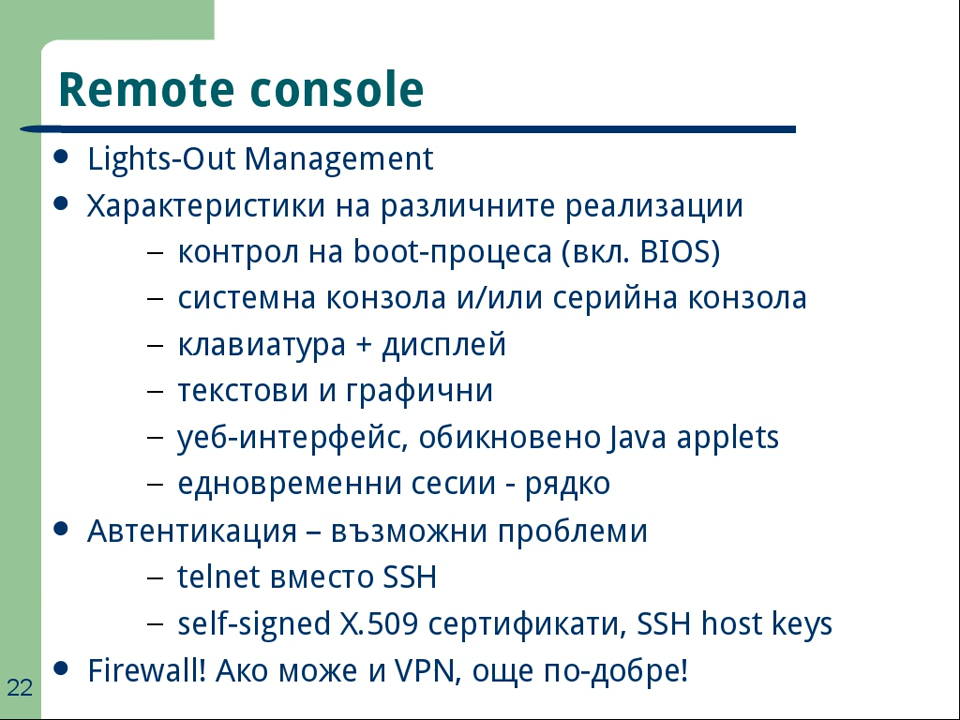 Remote console
● Lights-Out Management
● Характеристики на различните реализации
– контрол на boot-процеса (вкл. BIOS)
– системна конзола и/или серийна конзола
– клавиатура + дисплей
– текстови и графични
– уеб-интерфейс, обикновено Java applets
– едновременни сесии - рядко
● Автентикация – възможни проблеми
– telnet вместо SSH
– self-signed X.509 сертификати, SSH host keys
● Firewall! Ако може и VPN, още по-добре!
22